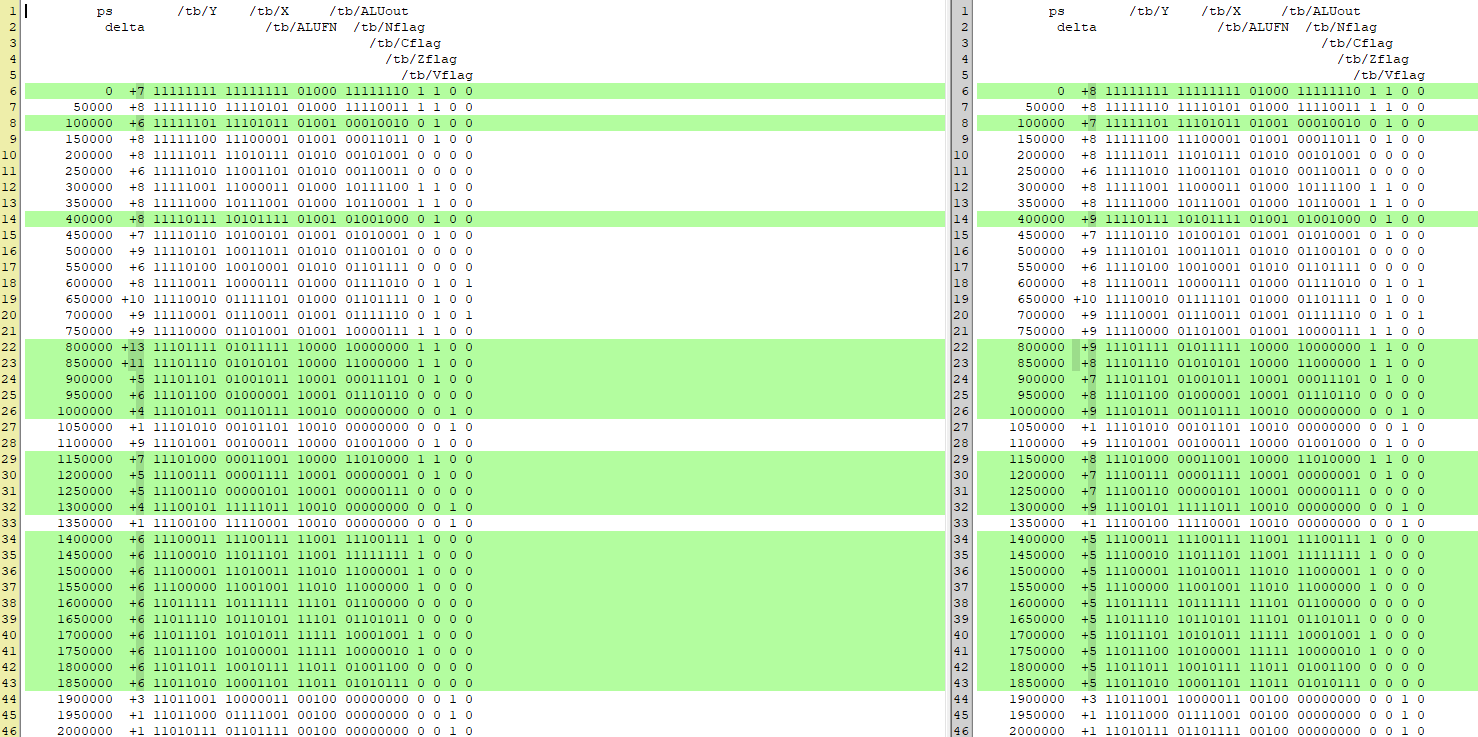 1 ps /tb/Y /tb/X /tb/ALUout
2 delta /tb/ALUFN /tb/Nflag
3 /tb/Cflag
4 /tb/Zflag
5 /tb/Vflag
6 0 +7 11111111 11111111 01000 11111110 1 1 0 0
7 50000 +8 11111110 11110101 01000 11110011 1 1 0 0
8 100000 +6 11111101 11101011 01001 00010010 0 1 0 0
9 150000 +8 11111100 11100001 01001 00011011 0 1 0 0
10 200000 +8 11111011 11010111 01010 00101001 0 0 0 0
11 250000 +6 11111010 11001101 01010 00110011 0 0 0 0
12 300000 +8 11111001 11000011 01000 10111100 1 1 0 0
13 350000 +8 11111000 10111001 01000 10110001 1 1 0 0
14 400000 +8 11110111 10101111 01001 01001000 0 1 0 0
15 450000 +7 11110110 10100101 01001 01010001 0 1 0 0
16 500000 +9 11110101 10011011 01010 01100101 0 0 0 0
17 550000 +6 11110100 10010001 01010 01101111 0 0 0 0
18 600000 +8 11110011 10000111 01000 01111010 0 1 0 1
19 650000 +10 11110010 01111101 01000 01101111 0 1 0 0
20 700000 +9 11110001 01110011 01001 01111110 0 1 0 1
21 750000 +9 11110000 01101001 01001 10000111 1 1 0 0
22 800000 +13 11101111 01011111 10000 10000000 1 1 0 0
23 850000 +11 11101110 01010101 10000 11000000 1 1 0 0
24 900000 +5 11101101 01001011 10001 00011101 0 1 0 0
25 950000 +6 11101100 01000001 10001 01110110 0 0 0 0
26 1000000 +4 11101011 00110111 10010 00000000 0 0 1 0
27 1050000 +1 11101010 00101101 10010 00000000 0 0 1 0
28 1100000 +9 11101001 00100011 10000 01001000 0 1 0 0
29 1150000 +7 11101000 00011001 10000 11010000 1 1 0 0
30 1200000 +5 11100111 00001111 10001 00000001 0 1 0 0
31 1250000 +5 11100110 00000101 10001 00000111 0 0 0 0
32 1300000 +4 11100101 11111011 10010 00000000 0 0 1 0
33 1350000 +1 11100100 11110001 10010 00000000 0 0 1 0
34 1400000 +6 11100011 11100111 11001 11100111 1 0 0 0
35 1450000 +6 11100010 11011101 11001 11111111 1 0 0 0
36 1500000 +6 11100001 11010011 11010 11000001 1 0 0 0
37 1550000 +6 11100000 11001001 11010 11000000 1 0 0 0
38 1600000 +6 11011111 10111111 11101 01100000 0 0 0 0
39 1650000 +6 11011110 10110101 11101 01101011 0 0 0 0
40 1700000 +6 11011101 10101011 11111 10001001 1 0 0 0
41 1750000 +6 11011100 10100001 11111 10000010 1 0 0 0
42 1800000 +6 11011011 10010111 11011 01001100 0 0 0 0
43 1850000 +6 11011010 10001101 11011 01010111 0 0 0 0
44 1900000 +3 11011001 10000011 00100 00000000 0 0 1 0
45 1950000 +1 11011000 01111001 00100 00000000 0 0 1 0
46 2000000 +1 11010111 01101111 00100 00000000 0 0 1 0
1 ps /tb/Y /tb/X /tb/ALUout
2 delta /tb/ALUFN /tb/Nflag
3 /tb/Cflag
4 /tb/Zflag
5 /tb/Vflag
6 0 +8 11111111 11111111 01000 11111110 1 1 0 0
7 50000 +8 11111110 11110101 01000 11110011 1 1 0 0
8 100000 +7 11111101 11101011 01001 00010010 0 1 0 0
9 150000 +8 11111100 11100001 01001 00011011 0 1 0 0
10 200000 +8 11111011 11010111 01010 00101001 0 0 0 0
11 250000 +6 11111010 11001101 01010 00110011 0 0 0 0
12 300000 +8 11111001 11000011 01000 10111100 1 1 0 0
13 350000 +8 11111000 10111001 01000 10110001 1 1 0 0
14 400000 +9 11110111 10101111 01001 01001000 0 1 0 0
15 450000 +7 11110110 10100101 01001 01010001 0 1 0 0
16 500000 +9 11110101 10011011 01010 01100101 0 0 0 0
17 550000 +6 11110100 10010001 01010 01101111 0 0 0 0
18 600000 +8 11110011 10000111 01000 01111010 0 1 0 1
19 650000 +10 11110010 01111101 01000 01101111 0 1 0 0
20 700000 +9 11110001 01110011 01001 01111110 0 1 0 1
21 750000 +9 11110000 01101001 01001 10000111 1 1 0 0
22 800000 +9 11101111 01011111 10000 10000000 1 1 0 0
23 850000 +8 11101110 01010101 10000 11000000 1 1 0 0
24 900000 +7 11101101 01001011 10001 00011101 0 1 0 0
25 950000 +8 11101100 01000001 10001 01110110 0 0 0 0
26 1000000 +9 11101011 00110111 10010 00000000 0 0 1 0
27 1050000 +1 11101010 00101101 10010 00000000 0 0 1 0
28 1100000 +9 11101001 00100011 10000 01001000 0 1 0 0
29 1150000 +8 11101000 00011001 10000 11010000 1 1 0 0
30 1200000 +7 11100111 00001111 10001 00000001 0 1 0 0
31 1250000 +7 11100110 00000101 10001 00000111 0 0 0 0
32 1300000 +9 11100101 11111011 10010 00000000 0 0 1 0
33 1350000 +1 11100100 11110001 10010 00000000 0 0 1 0
34 1400000 +5 11100011 11100111 11001 11100111 1 0 0 0
35 1450000 +5 11100010 11011101 11001 11111111 1 0 0 0
36 1500000 +5 11100001 11010011 11010 11000001 1 0 0 0
37 1550000 +5 11100000 11001001 11010 11000000 1 0 0 0
38 1600000 +5 11011111 10111111 11101 01100000 0 0 0 0
39 1650000 +5 11011110 10110101 11101 01101011 0 0 0 0
40 1700000 +5 11011101 10101011 11111 10001001 1 0 0 0
41 1750000 +5 11011100 10100001 11111 10000010 1 0 0 0
42 1800000 +5 11011011 10010111 11011 01001100 0 0 0 0
43 1850000 +5 11011010 10001101 11011 01010111 0 0 0 0
44 1900000 +3 11011001 10000011 00100 00000000 0 0 1 0
45 1950000 +1 11011000 01111001 00100 00000000 0 0 1 0
46 2000000 +1 11010111 01101111 00100 00000000 0 0 1 0